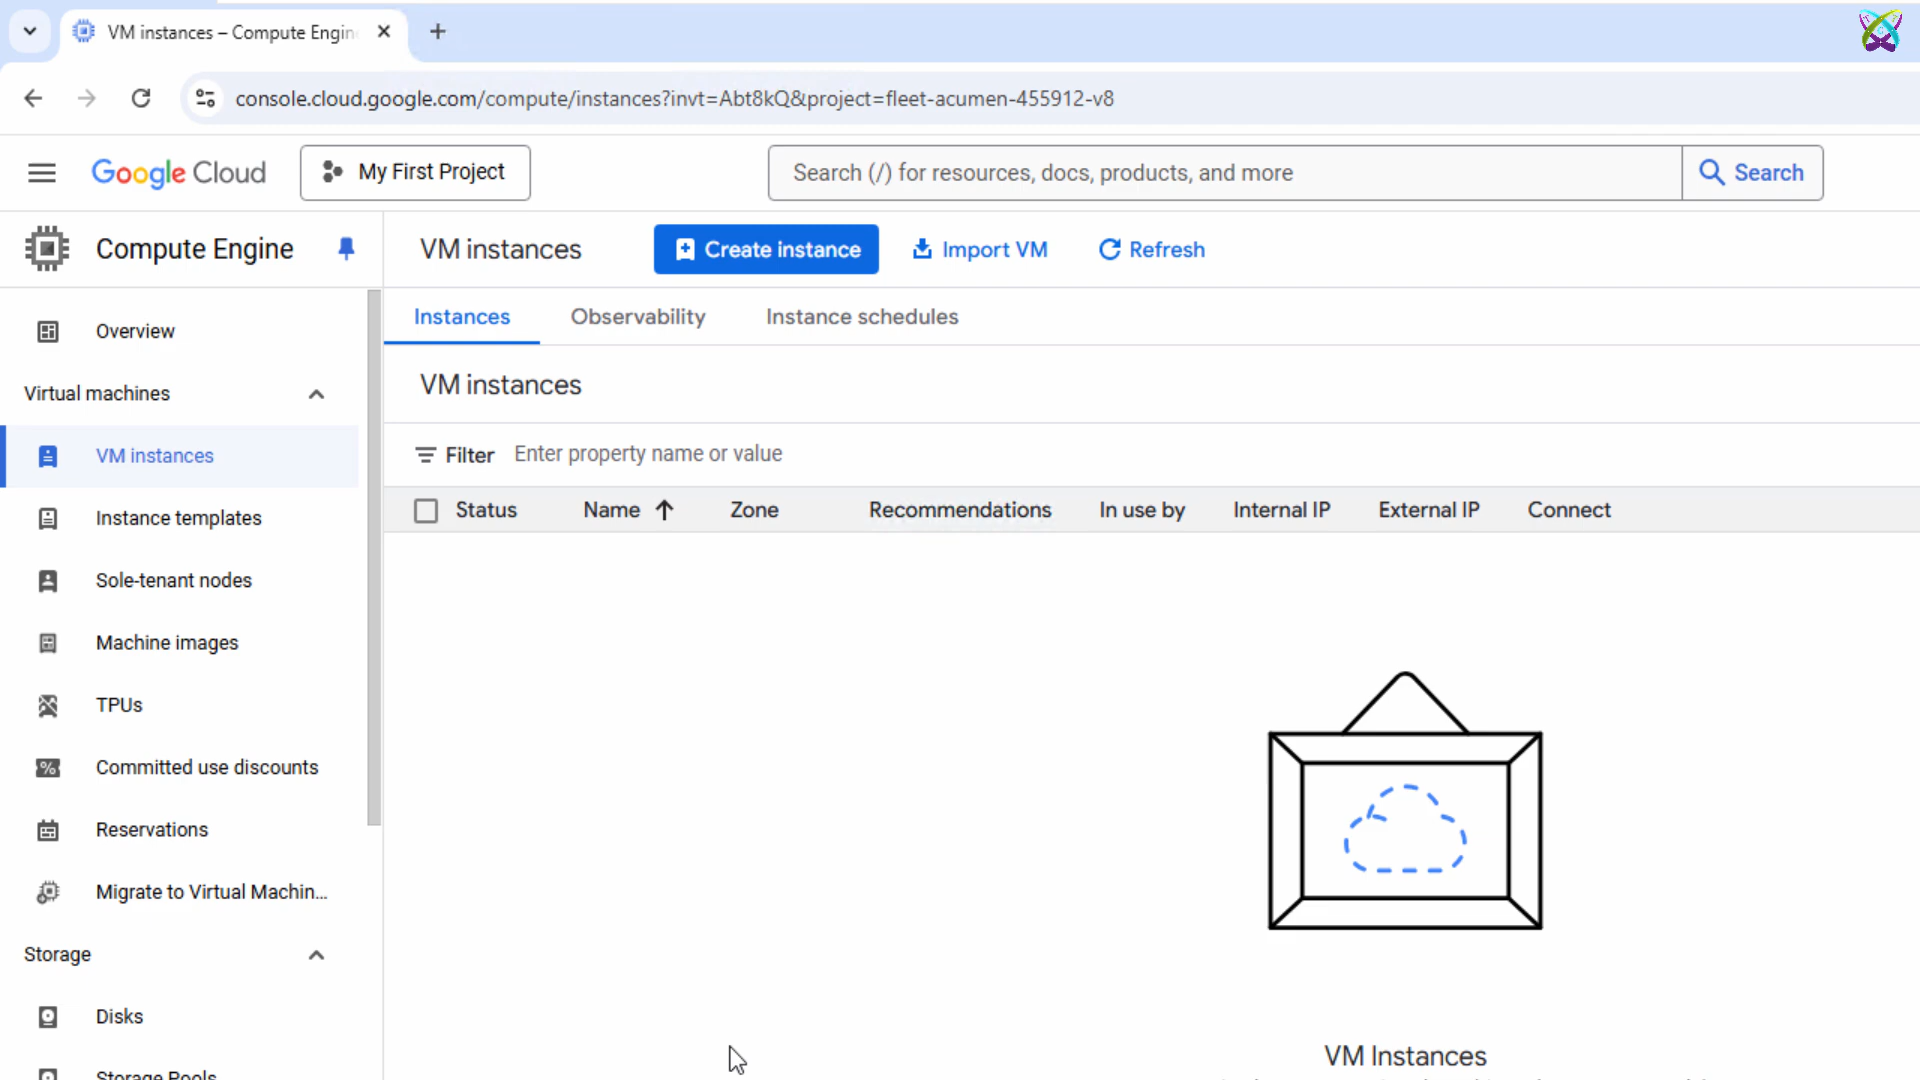 VM instances – Compute Engin
console.cloud.google.com/compute/instances?invt=Abt8kQ&project=fleet-acumen-455912-v8
Google Cloud
My First Project
Search (/) for resources, docs, products, and more
Search
Compute Engine
VM instances
Create instance
Import VM
Refresh
Overview
Virtual machines
VM instances
Instance templates
Sole-tenant nodes
Machine images
TPUs
Committed use discounts
Reservations
Migrate to Virtual Machin...
Storage
Disks
Storage Pools
Instances
Observability
Instance schedules
VM instances
Filter
Enter property name or value
Status
Name
Zone
Recommendations
In use by
Internal IP
External IP
Connect
VM Instances